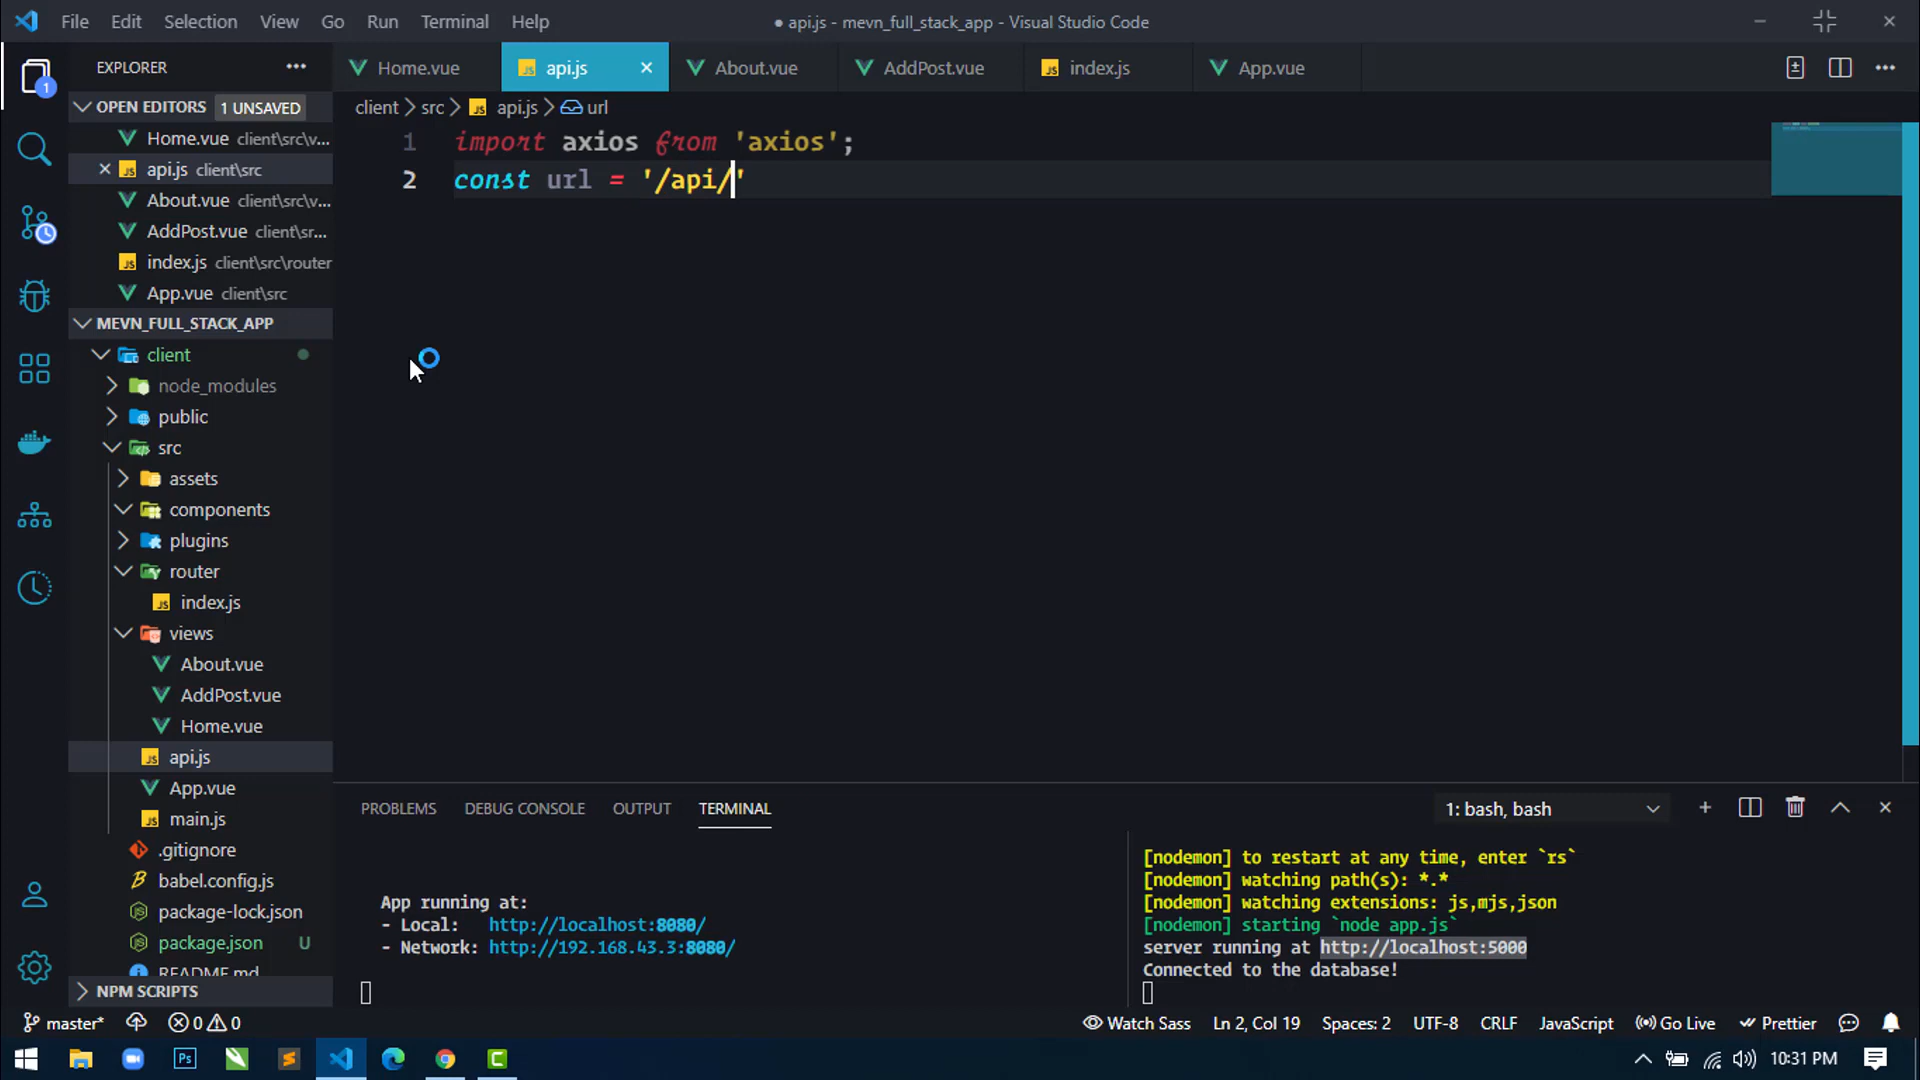 File Edit Selection View Go Run Terminal Help
● api.js - mevn_full_stack_app - Visual Studio Code
EXPLORER
Home.vue
api.js
About.vue
AddPost.vue
index.js
App.vue
OPEN EDITORS 1 UNSAVED
Home.vue client\src\v...
api.js client\src
About.vue client\src\v...
AddPost.vue client\sr...
index.js client\src\router
App.vue client\src
MEVN_FULL_STACK_APP
client
node_modules
public
src
assets
components
plugins
router
index.js
views
About.vue
AddPost.vue
Home.vue
api.js
App.vue
main.js
.gitignore
babel.config.js
package-lock.json
package.json U
README.md
NPM SCRIPTS
client > src > JS api.js > url
1 import axios from 'axios';
2 const url = '/api/'
PROBLEMS DEBUG CONSOLE OUTPUT TERMINAL
1: bash, bash
App running at:
- Local: http://localhost:8080/
- Network: http://192.168.43.3:8080/
[nodemon] to restart at any time, enter `rs`
[nodemon] watching path(s): *.*
[nodemon] watching extensions: js,mjs,json
[nodemon] starting `node app.js`
server running at http://localhost:5000
Connected to the database!
master* 0 0
Watch Sass Ln 2, Col 19 Spaces: 2 UTF-8 CRLF JavaScript Go Live Prettier
10:31 PM